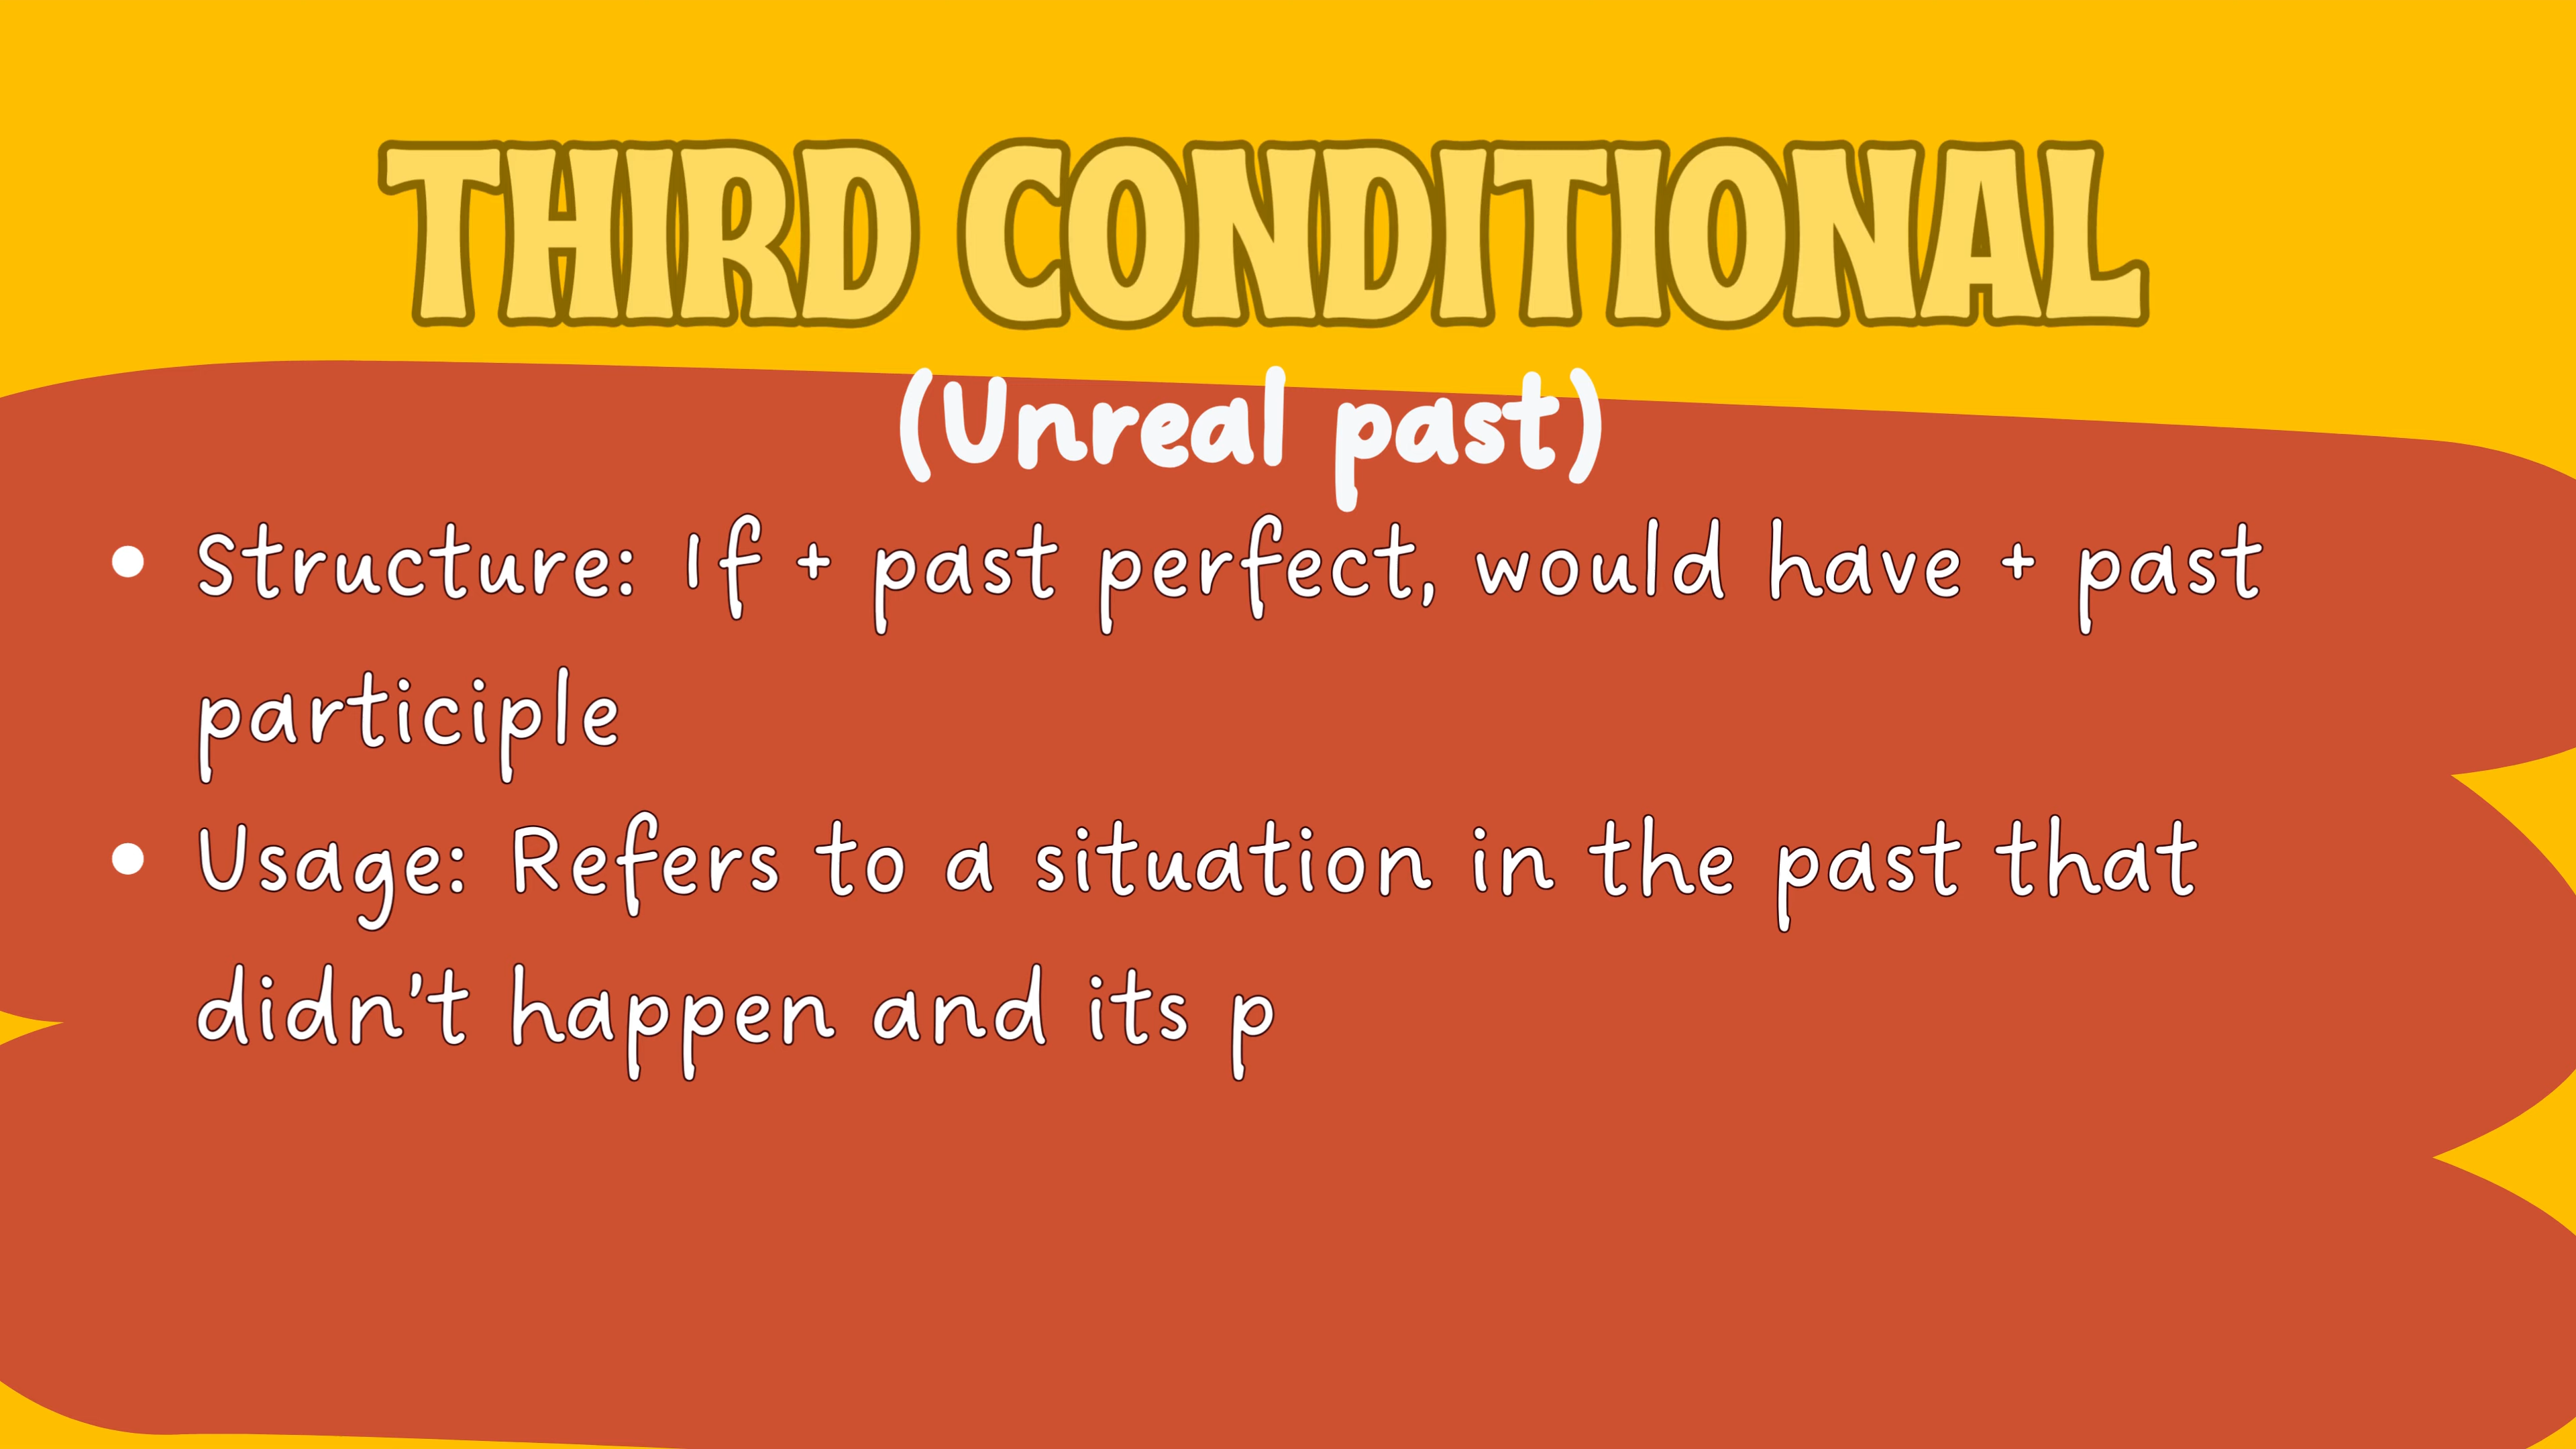 THIRD CONDITIONAL
(Unreal past)
• Structure: If + past perfect, would have + past
participle
• Usage: Refers to a situation in the past that
didn't happen and its p